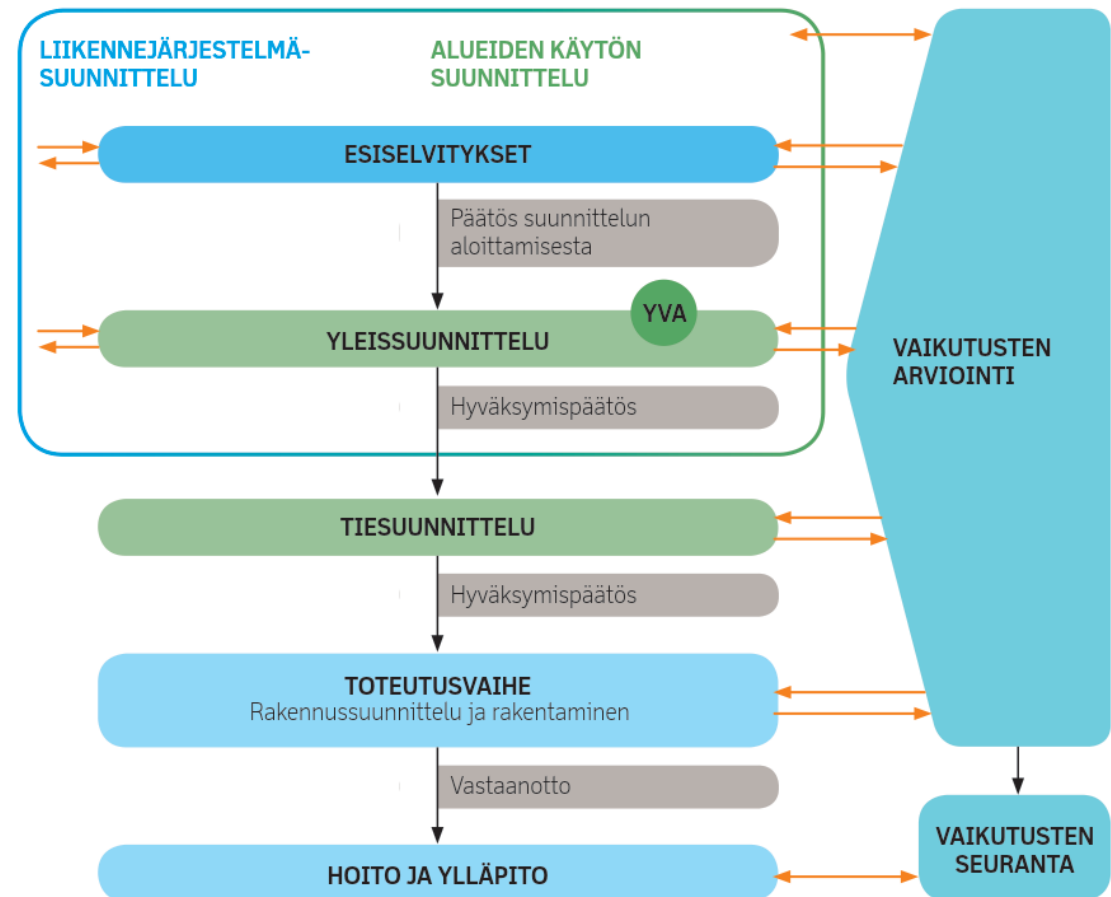 LIIKENNEJÄRJESTELMÄ-
SUUNNITTELU
ALUEIDEN KÄYTÖN
SUUNNITTELU
ESISELVITYKSET
Päätös suunnittelun
aloittamisesta
YVA
YLEISSUUNNITTELU
Hyväksymispäätös
VAIKUTUSTEN
ARVIOINTI
TIESUUNNITTELU
Hyväksymispäätös
TOTEUTUSVAIHE
Rakennussuunnittelu ja rakentaminen
Vastaanotto
HOITO JA YLLÄPITO
VAIKUTUSTEN
SEURANTA